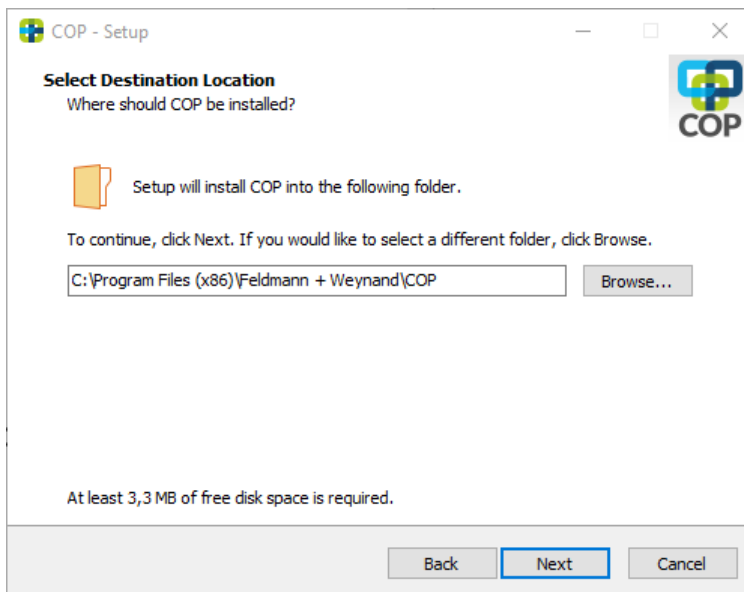 COP - Setup
Select Destination Location
Where should COP be installed?
COP
Setup will install COP into the following folder.
To continue, click Next. If you would like to select a different folder, click Browse.
C:\Program Files (x86)\Feldmann + Weynand\COP
Browse...
At least 3,3 MB of free disk space is required.
Back
Next
Cancel